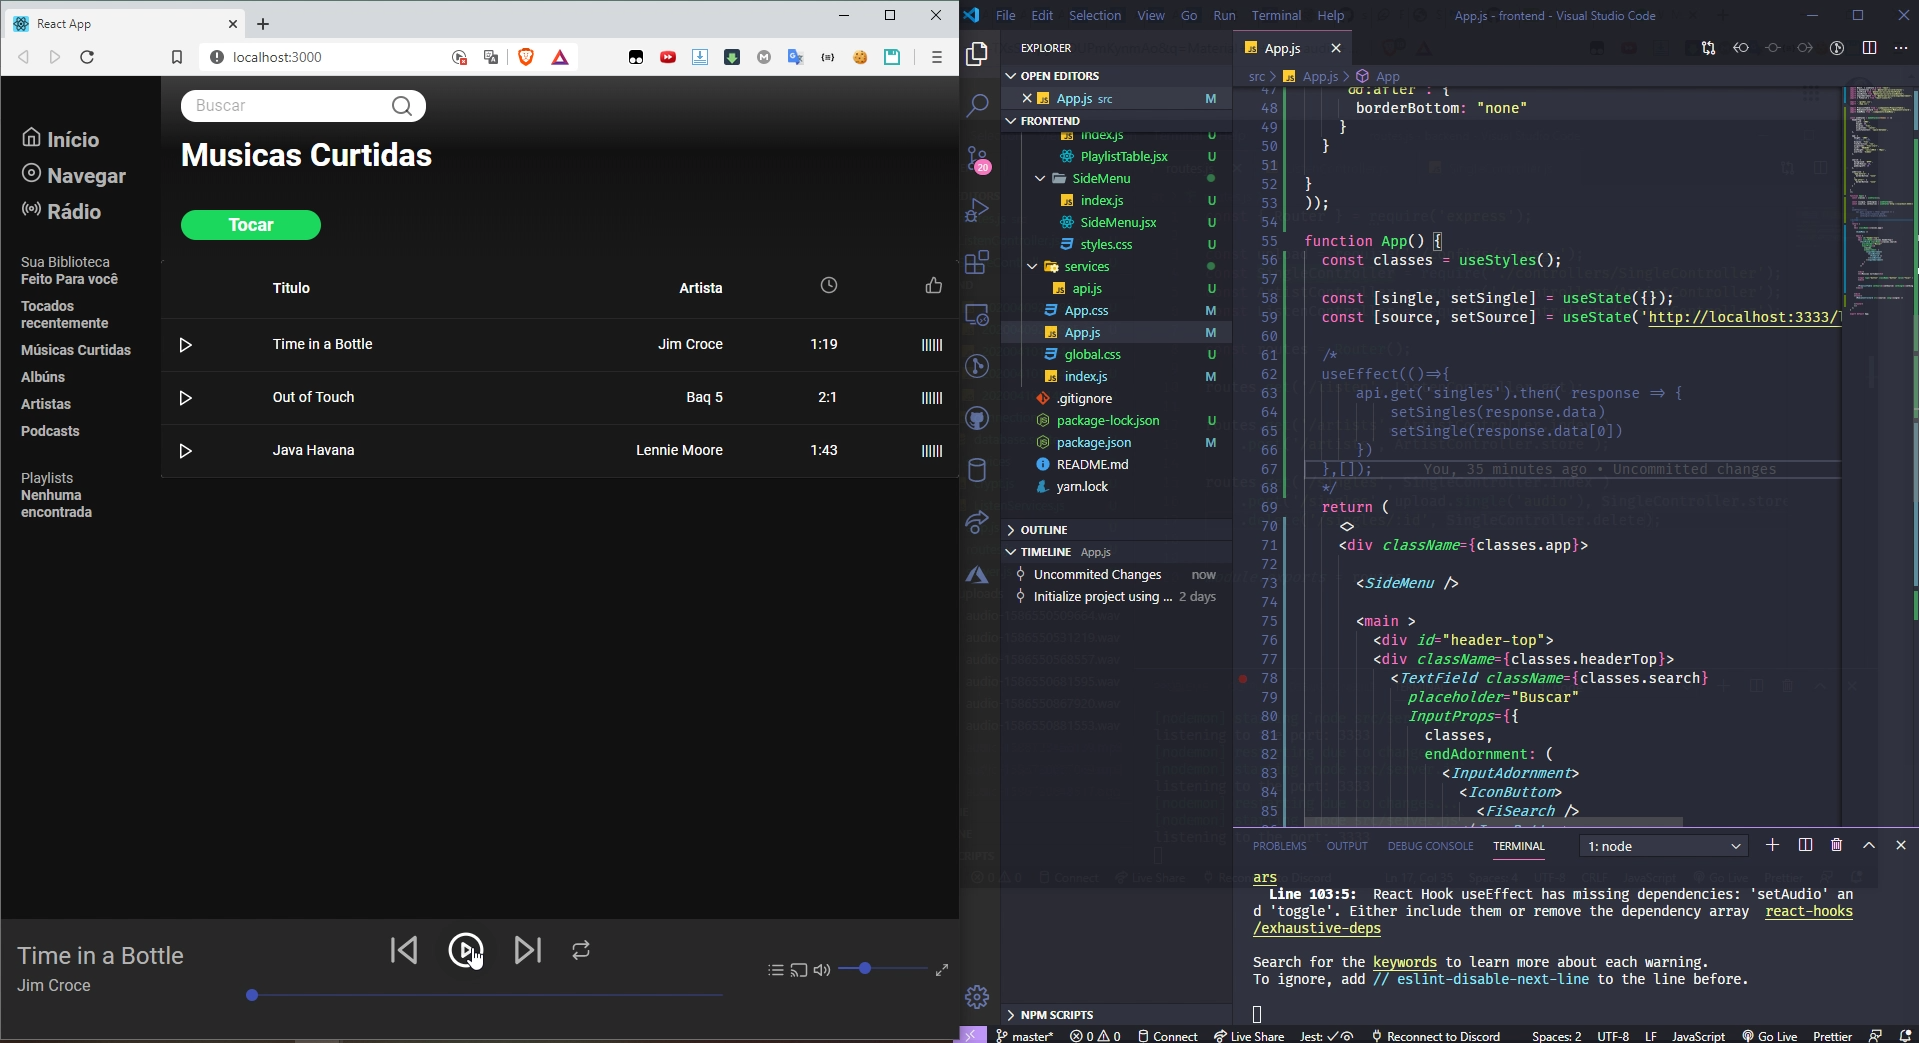 React App
localhost:3000
Início
Navegar
Rádio
Sua Biblioteca
Feito Para você
Tocados
recentemente
Músicas Curtidas
Albúns
Artistas
Podcasts
Playlists
Nenhuma
encontrada
Buscar
Musicas Curtidas
Tocar
Titulo Artista
Time in a Bottle Jim Croce 1:19
Out of Touch Baq 5 2:1
Java Havana Lennie Moore 1:43
Time in a Bottle
Jim Croce
File Edit Selection View Go Run Terminal Help App.js - frontend - Visual Studio Code
EXPLORER
OPEN EDITORS
App.js src M
FRONTEND
index.js U
PlaylistTable.jsx U
SideMenu
index.js U
SideMenu.jsx U
styles.css U
services
api.js U
App.css M
App.js M
global.css U
index.js M
.gitignore
package-lock.json U
package.json M
README.md
yarn.lock
OUTLINE
TIMELINE App.js
Uncommited Changes now
Initialize project using ... 2 days
NPM SCRIPTS
20
App.js
src > App.js > App
47 &:after : {
48 borderBottom: "none"
49 }
50 }
51
52 }
53 }));
54
55 function App() {
56 const classes = useStyles();
57
58 const [single, setSingle] = useState({});
59 const [source, setSource] = useState('http://localhost:3333/
60
61 /*
62 useEffect(()=>{
63 api.get('singles').then( response => {
64 setSingles(response.data)
65 setSingle(response.data[0])
66 })
67 },[]); You, 35 minutes ago • Uncommitted changes
68 */
69 return (
70 <>
71 <div className={classes.app}>
72
73 <SideMenu />
74
75 <main >
76 <div id="header-top">
77 <div className={classes.headerTop}>
78 <TextField className={classes.search}
79 placeholder="Buscar"
80 InputProps={{
81 classes,
82 endAdornment: (
83 <InputAdornment>
84 <IconButton>
85 <FiSearch />
PROBLEMS OUTPUT DEBUG CONSOLE TERMINAL 1: node
ars
Line 103:5: React Hook useEffect has missing dependencies: 'setAudio' an
d 'toggle'. Either include them or remove the dependency array react-hooks
/exhaustive-deps
Search for the keywords to learn more about each warning.
To ignore, add // eslint-disable-next-line to the line before.
master* 0 0 Connect Live Share Jest: Reconnect to Discord Spaces: 2 UTF-8 LF JavaScript Go Live Prettier